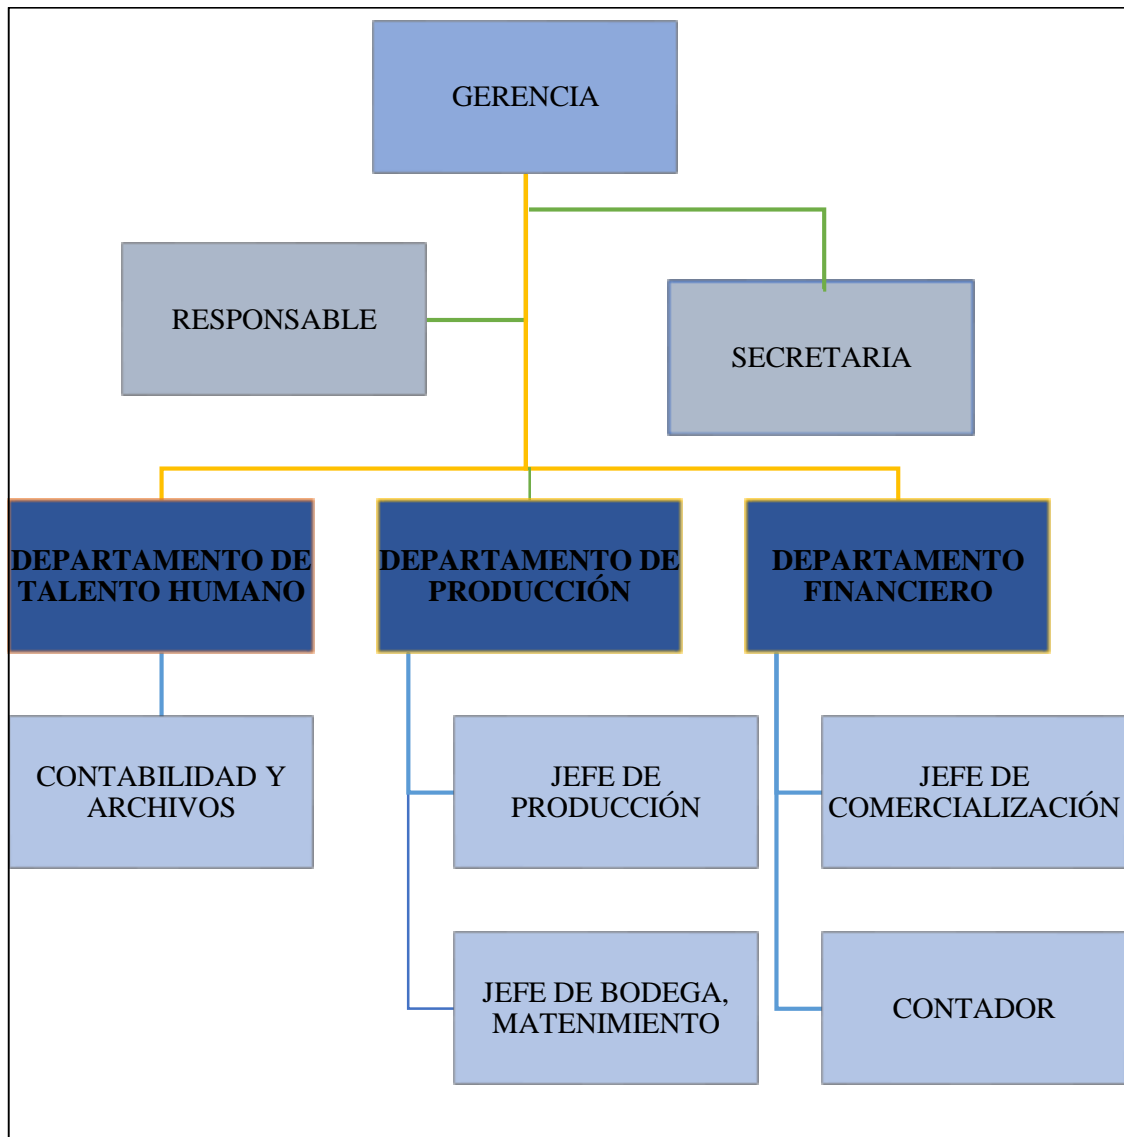 GERENCIA
RESPONSABLE
SECRETARIA
DEPARTAMENTO DE
TALENTO HUMANO
DEPARTAMENTO DE
PRODUCCIÓN
DEPARTAMENTO
FINANCIERO
CONTABILIDAD Y
ARCHIVOS
JEFE DE
PRODUCCIÓN
JEFE DE
COMERCIALIZACIÓN
JEFE DE BODEGA,
MATENIMIENTO
CONTADOR